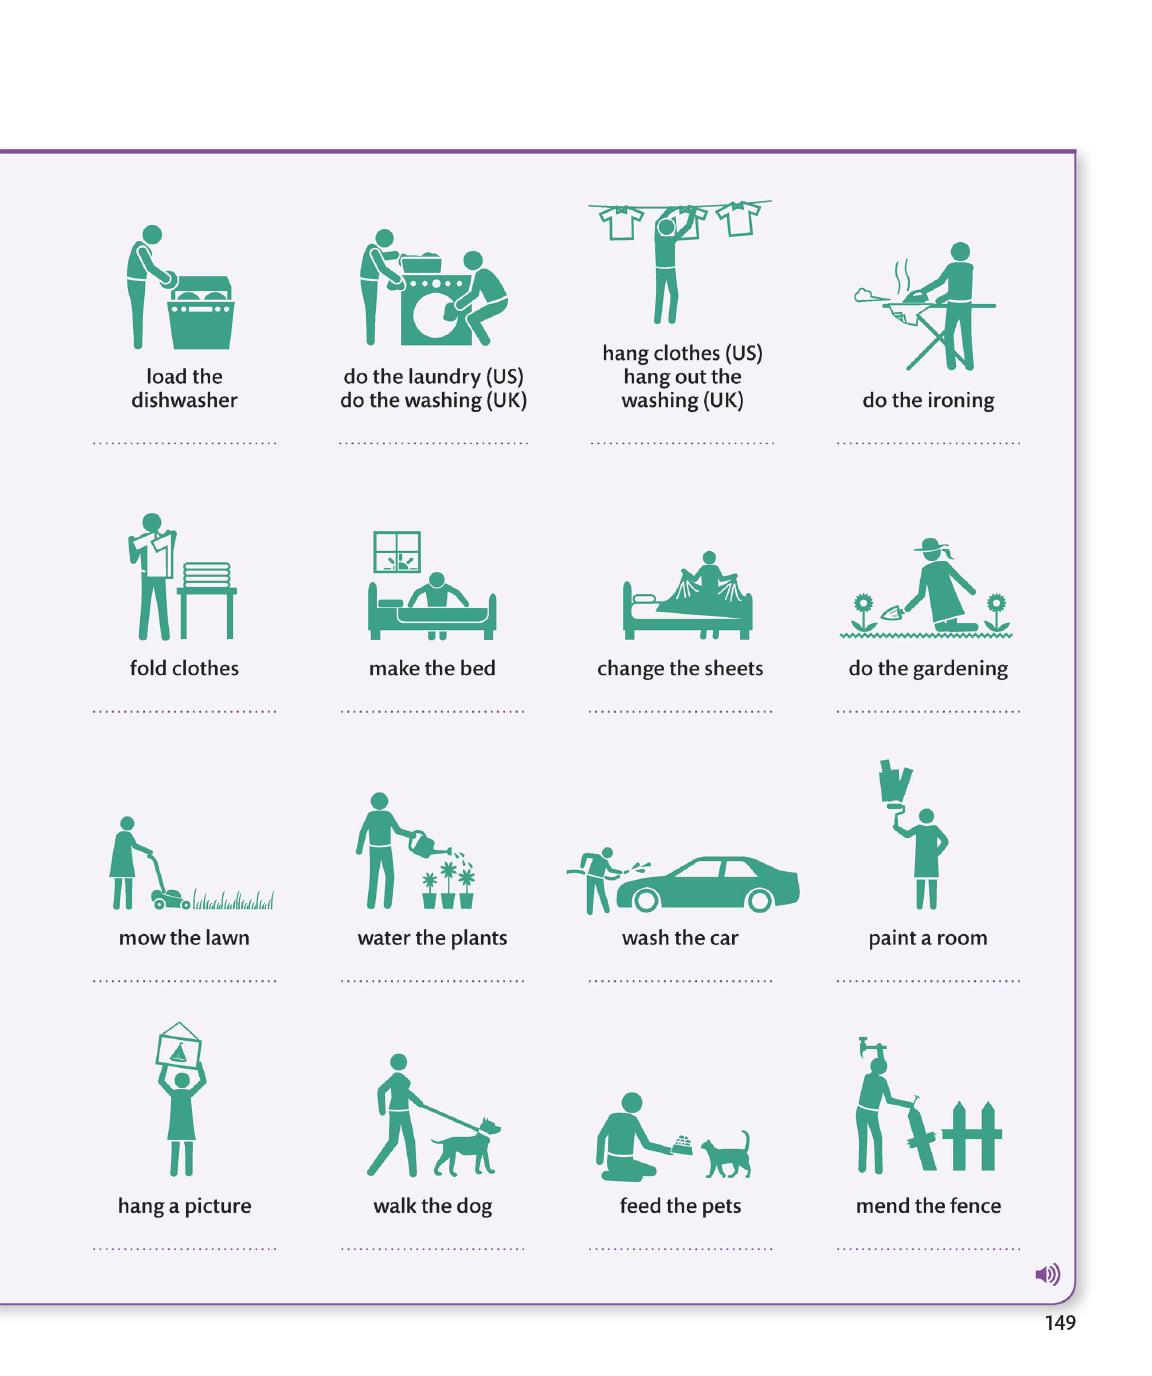 load the
dishwasher
do the laundry (US)
do the washing (UK)
hang clothes (US)
hang out the
washing (UK)
do the ironing
fold clothes
make the bed
change the sheets
do the gardening
mow the lawn
water the plants
wash the car
paint a room
hang a picture
walk the dog
feed the pets
mend the fence
149